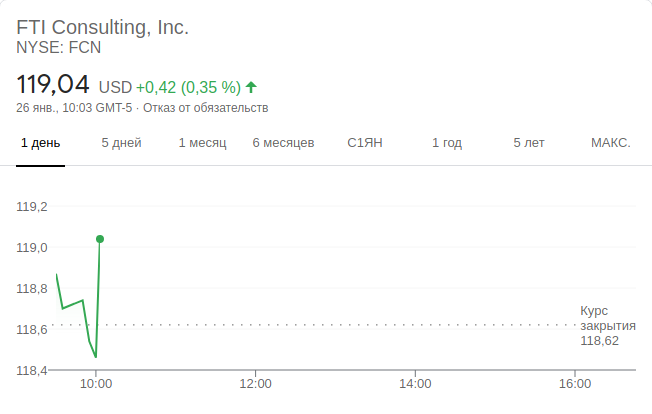 FTI Consulting, Inc.
NYSE: FCN
119,04 USD +0,42 (0,35 %)
26 янв., 10:03 GMT-5 · Отказ от обязательств
1 день 5 дней 1 месяц 6 месяцев С1ЯН 1 год 5 лет МАКС.
119,2
119,0
118,8
118,6
118,4
Курс
закрытия
118,62
10:00 12:00 14:00 16:00